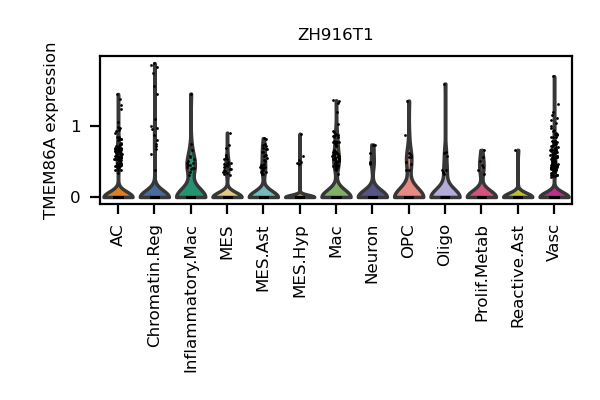 ZH916T1
TMEM86A expression
1
0
AC
Chromatin.Reg
Inflammatory.Mac
MES
MES.Ast
MES.Hyp
Mac
Neuron
OPC
Oligo
Prolif.Metab
Reactive.Ast
Vasc